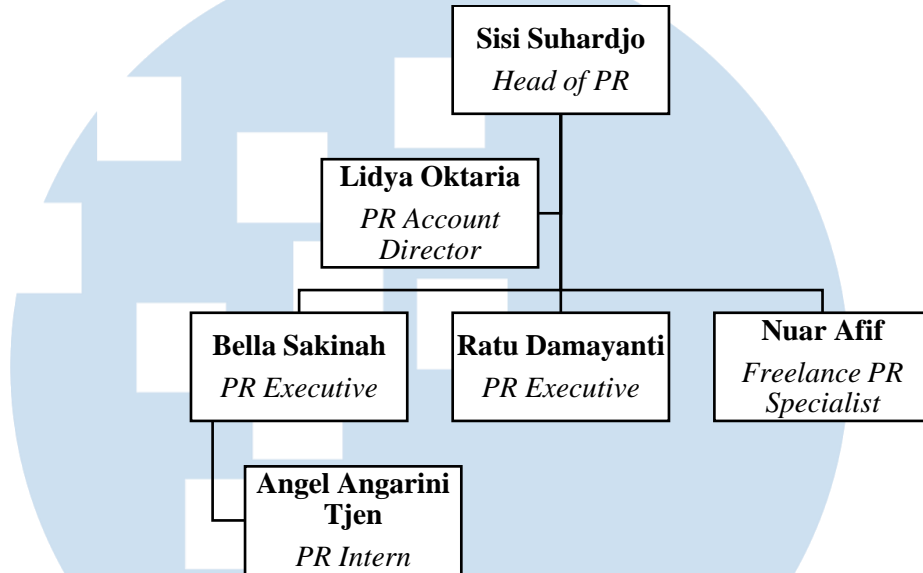 Sisi Suhardjo
Head of PR
Lidya Oktaria
PR Account
Director
Bella Sakinah
PR Executive
Ratu Damayanti
PR Executive
Nuar Afif
Freelance PR
Specialist
Angel Angarini
Tjen
PR Intern